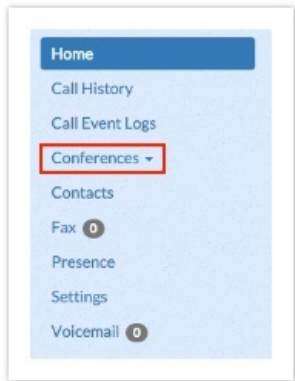 Home
Call History
Call Event Logs
Conferences
Contacts
Fax 0
Presence
Settings
Voicemail 0